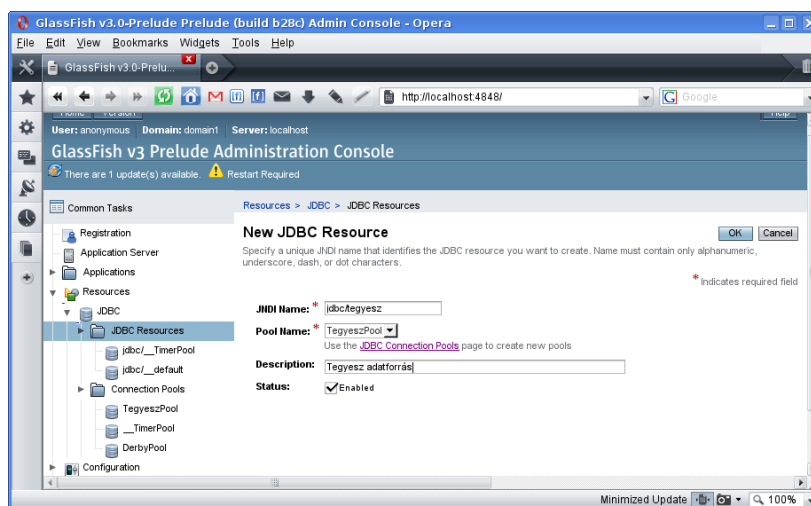 GlassFish v3.0-Prelude Prelude (build b28c) Admin Console - Opera
File Edit View Bookmarks Widgets Tools Help
GlassFish v3.0-Prelu...
http://localhost:4848/
Google
Home Version Help
User: anonymous Domain: domain1 Server: localhost
GlassFish v3 Prelude Administration Console
There are 1 update(s) available. Restart Required
Common Tasks
Registration
Application Server
Applications
Resources
JDBC
JDBC Resources
jdbc/__TimerPool
jdbc/__default
Connection Pools
TegyeszPool
__TimerPool
DerbyPool
Configuration
Resources > JDBC > JDBC Resources
New JDBC Resource
OK Cancel
Specify a unique JNDI name that identifies the JDBC resource you want to create. Name must contain only alphanumeric,
underscore, dash, or dot characters.
* Indicates required field
JNDI Name: * jdbc/tegyesz
Pool Name: * TegyeszPool
Use the JDBC Connection Pools page to create new pools
Description: Tegyesz adatforrás
Status: Enabled
Minimized Update 100%